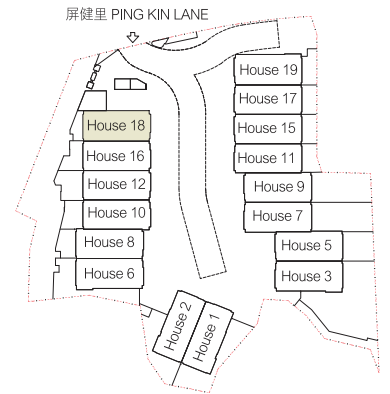 屏健里 PING KIN LANE
House 19
House 17
House 18
House 15
House 16
House 11
House 12
House 9
House 10
House 7
House 8
House 5
House 6
House 3
House 2
House 1